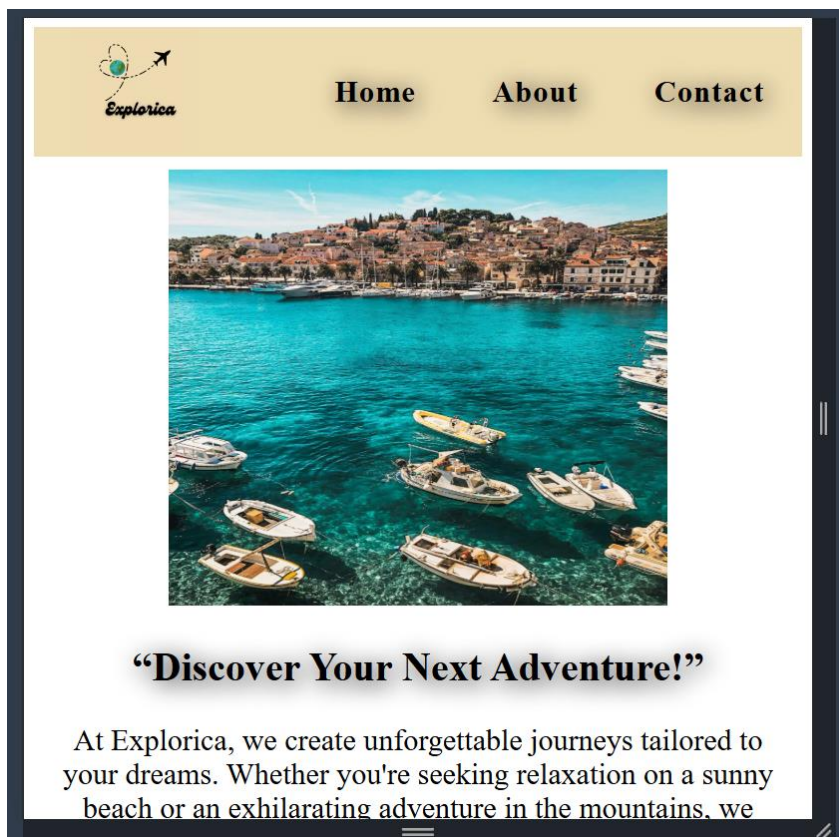 Explorica
Home About Contact
“Discover Your Next Adventure!”
At Explorica, we create unforgettable journeys tailored to
your dreams. Whether you're seeking relaxation on a sunny
beach or an exhilarating adventure in the mountains, we